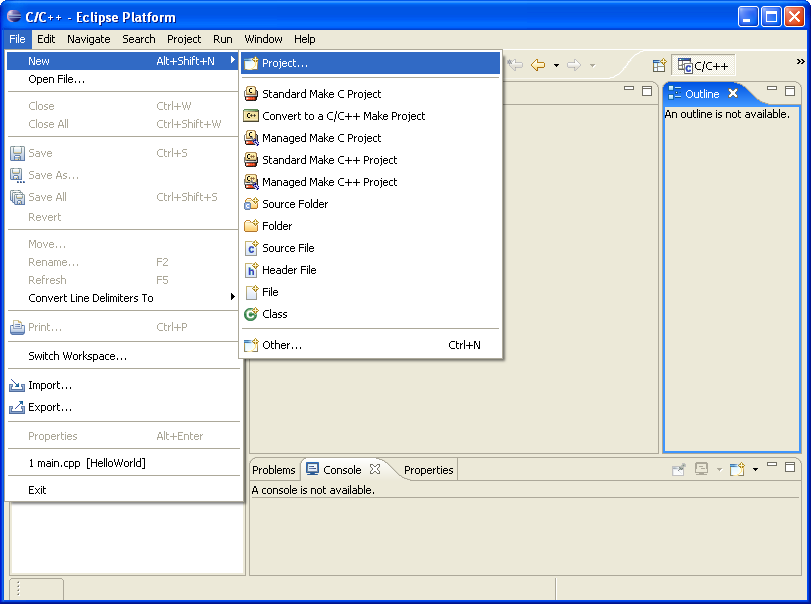 C/C++ - Eclipse Platform
File Edit Navigate Search Project Run Window Help
New Alt+Shift+N
Open File...
Close Ctrl+W
Close All Ctrl+Shift+W
Save Ctrl+S
Save As...
Save All Ctrl+Shift+S
Revert
Move...
Rename... F2
Refresh F5
Convert Line Delimiters To
Print... Ctrl+P
Switch Workspace...
Import...
Export...
Properties Alt+Enter
1 main.cpp [HelloWorld]
Exit
Project...
Standard Make C Project
Convert to a C/C++ Make Project
Managed Make C Project
Standard Make C++ Project
Managed Make C++ Project
Source Folder
Folder
Source File
Header File
File
Class
Other... Ctrl+N
C/C++ »
Outline
An outline is not available.
Problems Console Properties
A console is not available.